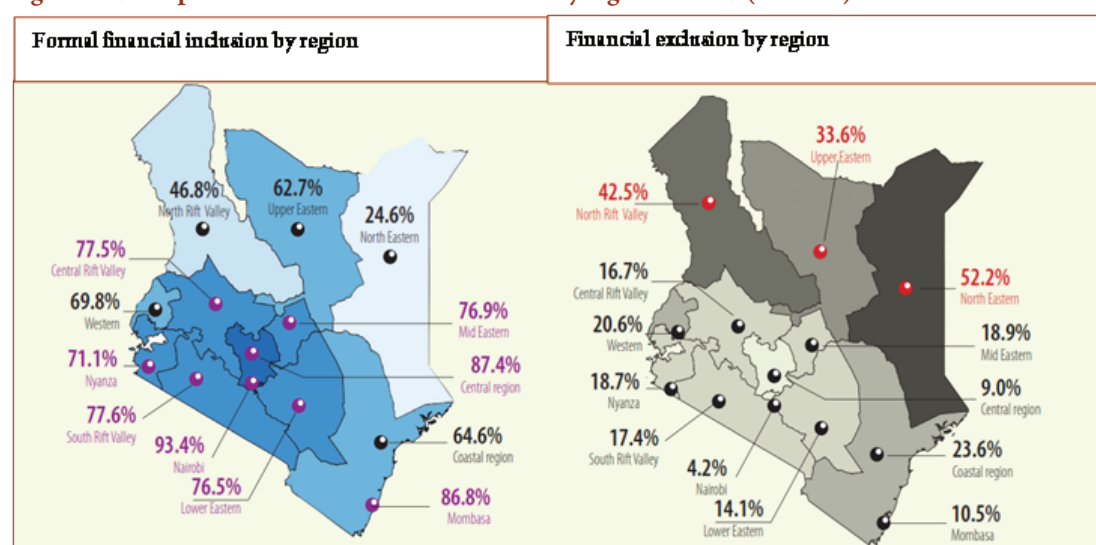 Formal financial inclusion by region
46.8%
North Rift Valley
62.7%
Upper Eastern
24.6%
North Eastern
77.5%
Central Rift Valley
69.8%
Western
76.9%
Mid Eastern
71.1%
Nyanza
87.4%
Central region
77.6%
South Rift Valley
93.4%
Nairobi
64.6%
Coastal region
76.5%
Lower Eastern
86.8%
Mombasa
Financial exclusion by region
33.6%
Upper Eastern
42.5%
North Rift Valley
16.7%
Central Rift Valley
52.2%
North Eastern
20.6%
Western
18.9%
Mid Eastern
18.7%
Nyanza
9.0%
Central region
17.4%
South Rift Valley
4.2%
Nairobi
23.6%
Coastal region
14.1%
Lower Eastern
10.5%
Mombasa